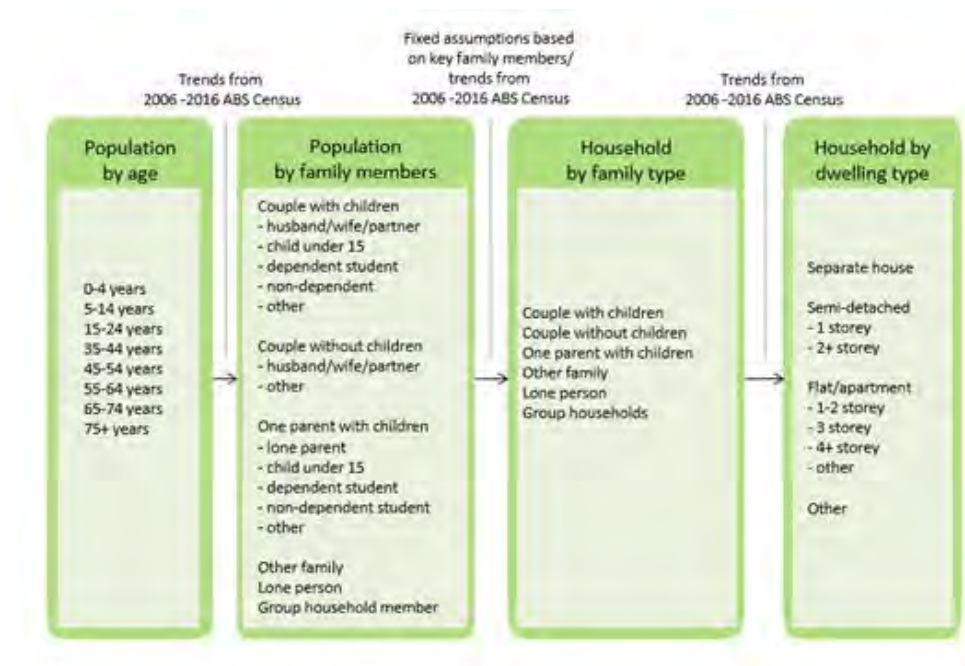 Trends from
2006 -2016 ABS Census
Fixed assumptions based
on key family members/
trends from
2006 -2016 ABS Census
Trends from
2006 -2016 ABS Census
Population
by age
0-4 years
5-14 years
15-24 years
35-44 years
45-54 years
55-64 years
65-74 years
75+ years
Population
by family members
Couple with children
- husband/wife/partner
- child under 15
- dependent student
- non-dependent
- other
Couple without children
- husband/wife/partner
- other
One parent with children
- lone parent
- child under 15
- dependent student
- non-dependent student
- other
Other family
Lone person
Group household member
Household
by family type
Couple with children
Couple without children
One parent with children
Other family
Lone person
Group households
Household by
dwelling type
Separate house
Semi-detached
- 1 storey
- 2+ storey
Flat/apartment
- 1-2 storey
- 3 storey
- 4+ storey
- other
Other